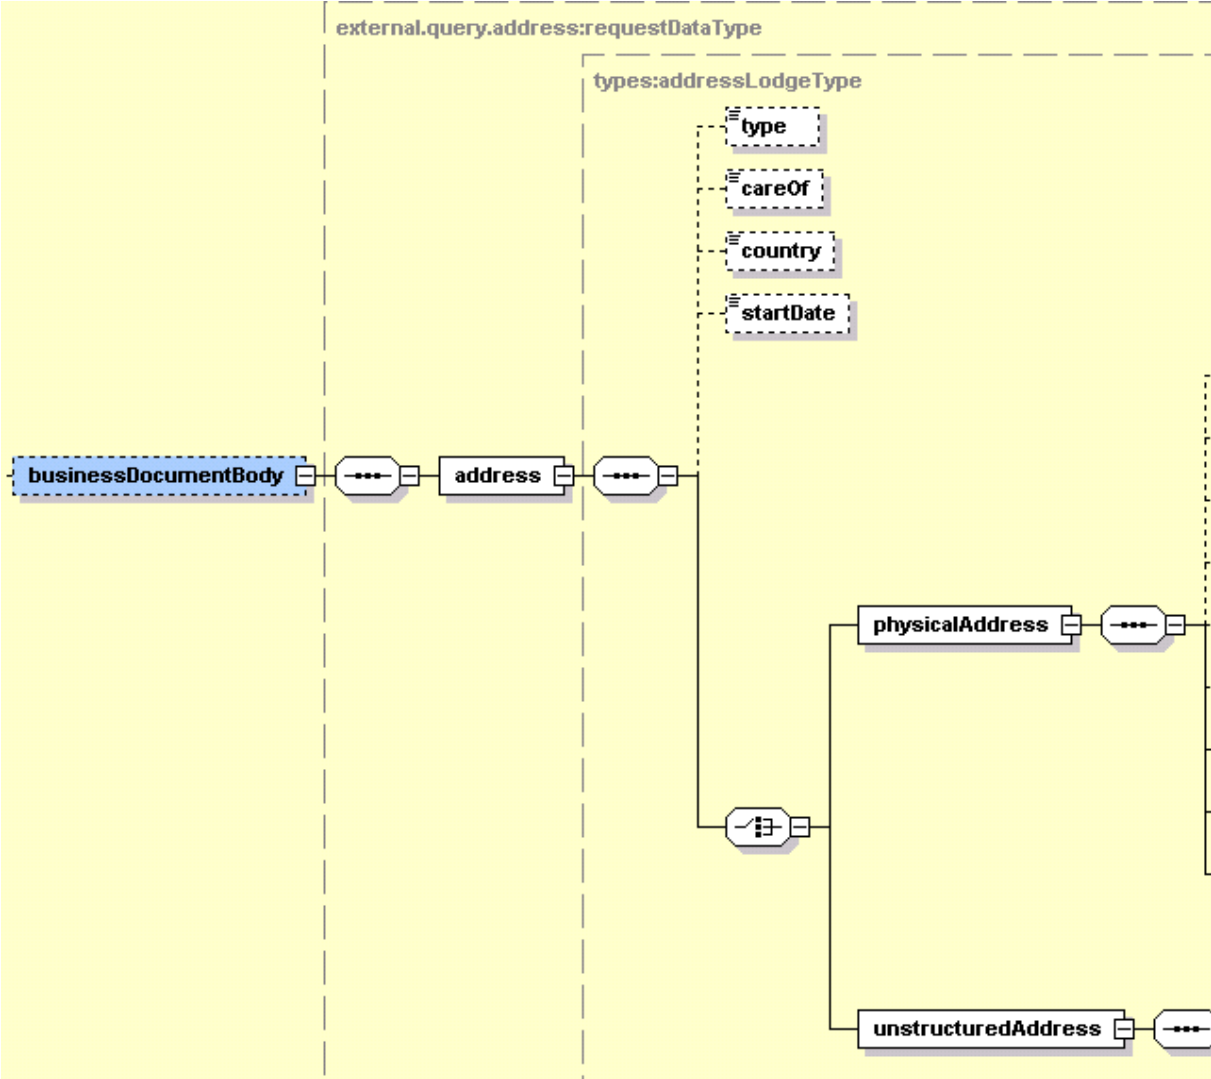 external.query.address:requestDataType
types:addressLodgeType
type
careOf
country
startDate
businessDocumentBody
address
physicalAddress
unstructuredAddress